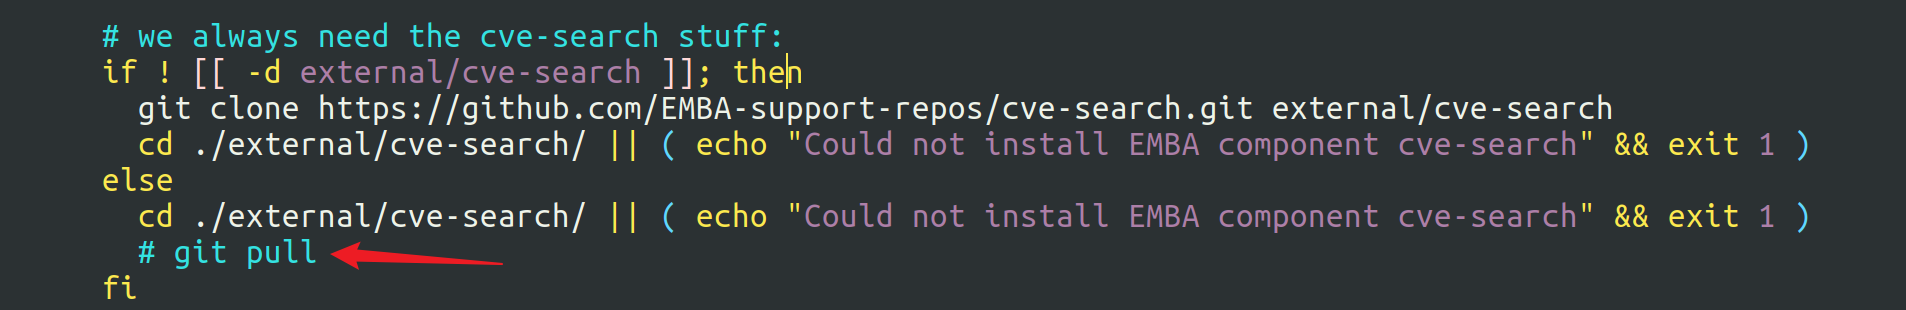 # we always need the cve-search stuff:
if ! [[ -d external/cve-search ]]; then
git clone https://github.com/EMBA-support-repos/cve-search.git external/cve-search
cd ./external/cve-search/ || ( echo "Could not install EMBA component cve-search" && exit 1 )
else
cd ./external/cve-search/ || ( echo "Could not install EMBA component cve-search" && exit 1 )
# git pull
fi